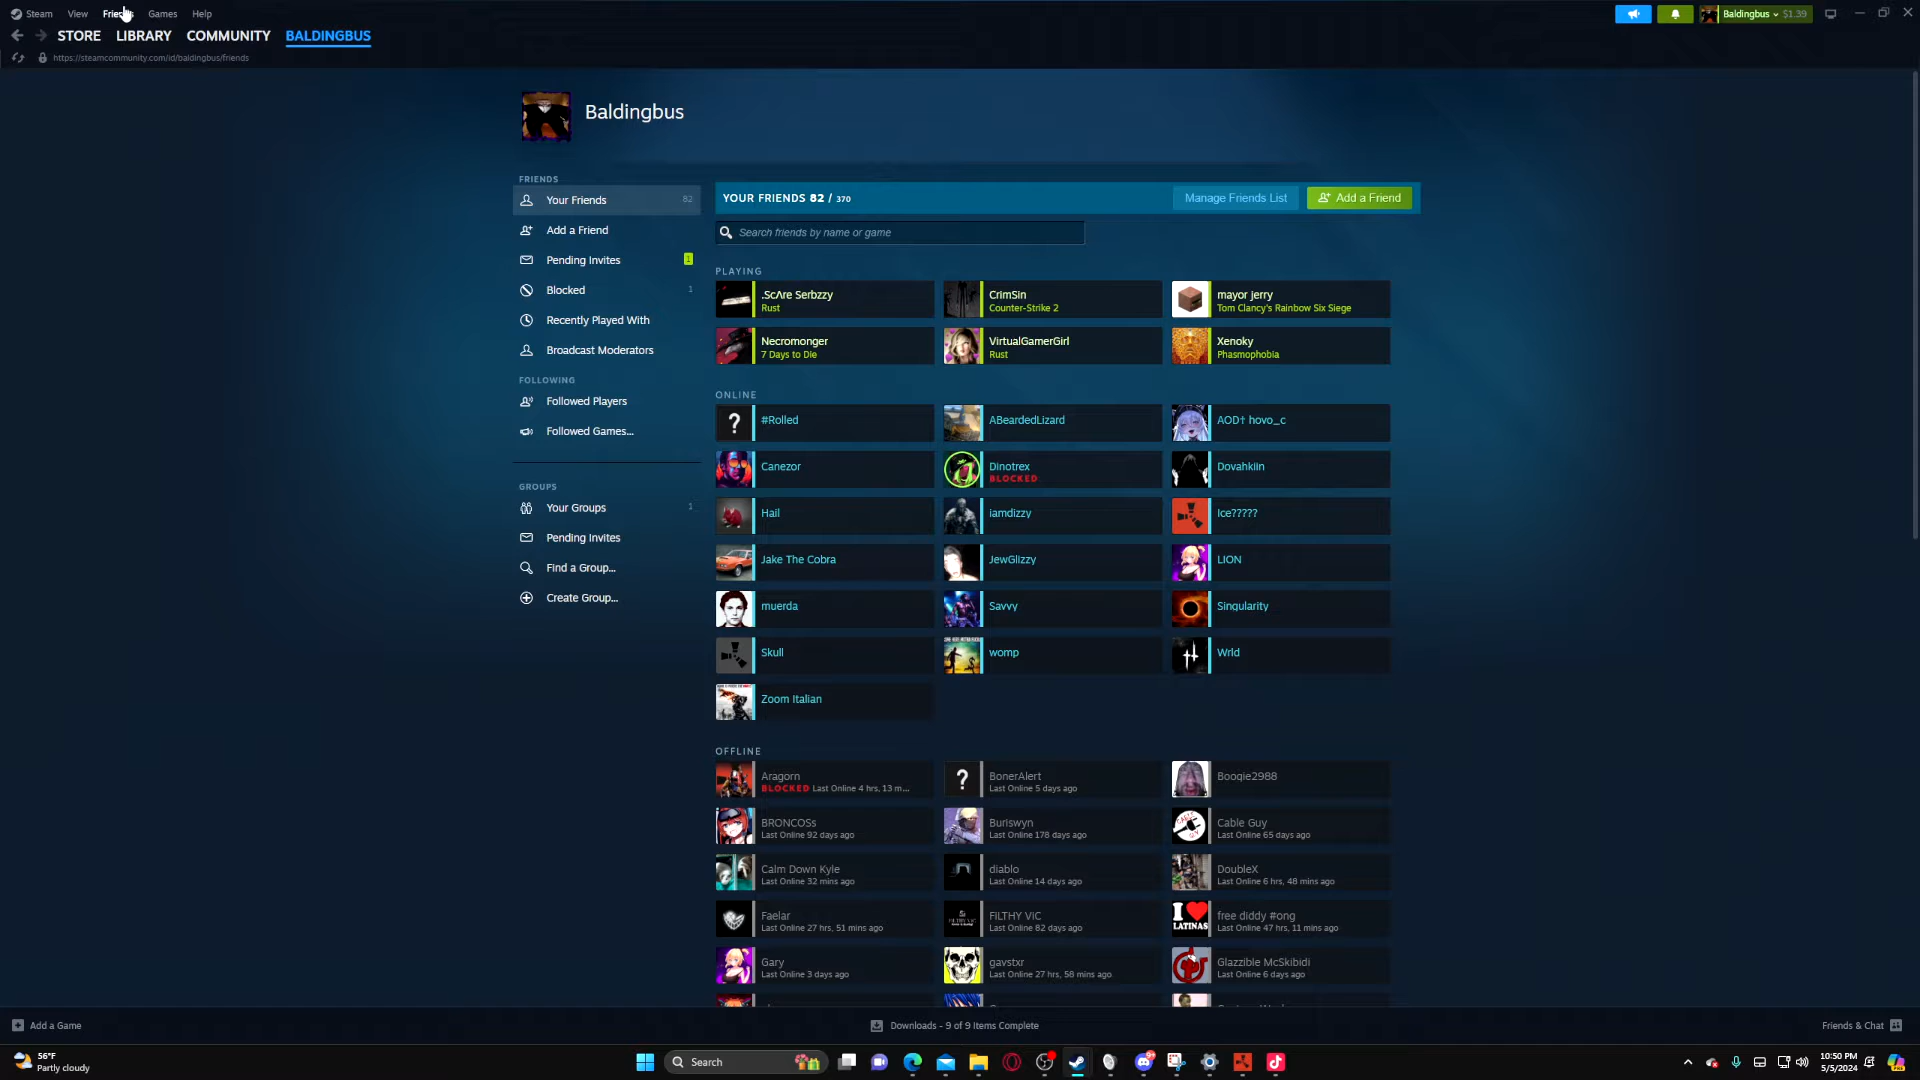 Steam View Friends Games Help
Baldingbus $1.39
STORE LIBRARY COMMUNITY BALDINGBUS
https://steamcommunity.com/id/baldingbus/friends
Baldingbus
FRIENDS
Your Friends 82
Add a Friend
Pending Invites 1
Blocked 1
Recently Played With
Broadcast Moderators
FOLLOWING
Followed Players
Followed Games...
GROUPS
Your Groups 1
Pending Invites
Find a Group...
Create Group...
YOUR FRIENDS 82 / 370 Manage Friends List Add a Friend
Search friends by name or game
PLAYING
.ScΛre Serbzzy
Rust
CrimSin
Counter-Strike 2
mayor jerry
Tom Clancy's Rainbow Six Siege
Necromonger
7 Days to Die
VirtualGamerGirl
Rust
Xenoky
Phasmophobia
ONLINE
#Rolled
ABeardedLizard
AOD† hovo_c
Canezor
Dinotrex
BLOCKED
Dovahkiin
Hail
iamdizzy
Ice?????
Jake The Cobra
JewGlizzy
LION
muerda
Savvy
Singularity
Skull
womp
Wrld
Zoom Italian
OFFLINE
Aragorn
BLOCKED Last Online 4 hrs, 13 m...
BonerAlert
Last Online 5 days ago
Boogie2988
BRONCOSs
Last Online 92 days ago
Buriswyn
Last Online 178 days ago
Cable Guy
Last Online 65 days ago
Calm Down Kyle
Last Online 32 mins ago
diablo
Last Online 14 days ago
DoubleX
Last Online 6 hrs, 48 mins ago
Faelar
Last Online 27 hrs, 51 mins ago
FiLTHY ViC
Last Online 82 days ago
I LATINAS
free diddy #ong
Last Online 47 hrs, 11 mins ago
Gary
Last Online 3 days ago
gavstxr
Last Online 27 hrs, 58 mins ago
Glazzible McSkibidi
Last Online 6 days ago
Add a Game
Downloads - 9 of 9 Items Complete
Friends & Chat
56°F
Partly cloudy
Search
10:50 PM
5/5/2024